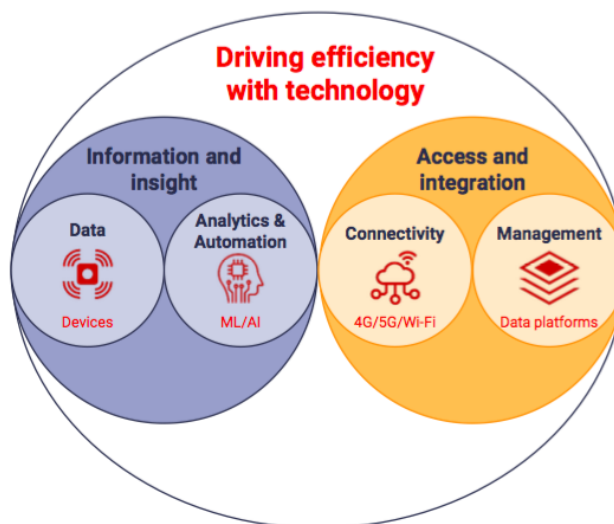 Driving efficiency
with technology
Information and
insight
Access and
integration
Data
Devices
Analytics &
Automation
ML/AI
Connectivity
4G/5G/Wi-Fi
Management
Data platforms